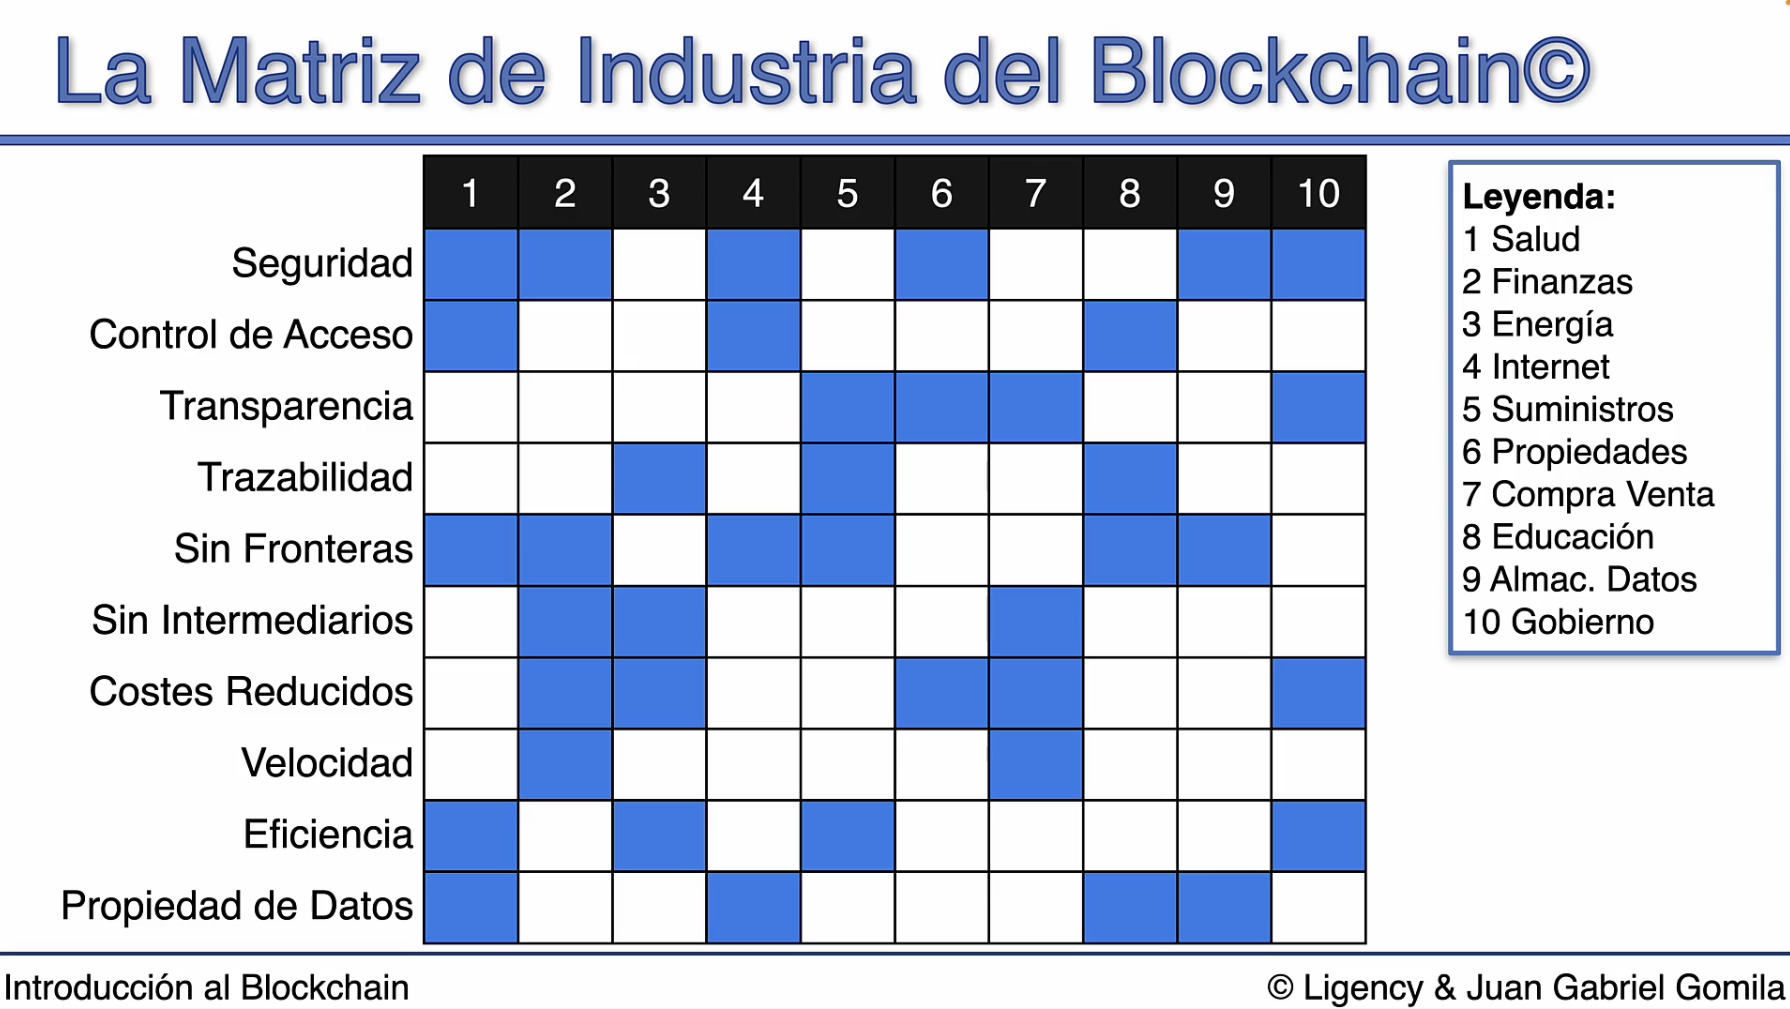 La Matriz de Industria del Blockchain©
1 2 3 4 5 6 7 8 9 10
Seguridad
Control de Acceso
Transparencia
Trazabilidad
Sin Fronteras
Sin Intermediarios
Costes Reducidos
Velocidad
Eficiencia
Propiedad de Datos
Leyenda:
1 Salud
2 Finanzas
3 Energía
4 Internet
5 Suministros
6 Propiedades
7 Compra Venta
8 Educación
9 Almac. Datos
10 Gobierno
Introducción al Blockchain
© Ligency & Juan Gabriel Gomila